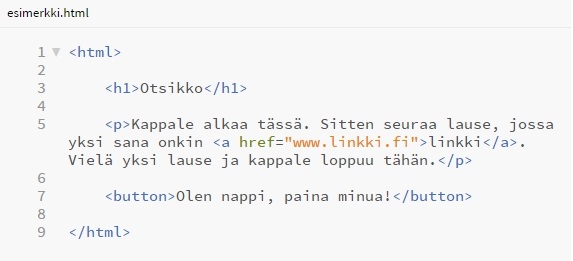 esimerkki.html
1 <html>
2
3 <h1>Otsikko</h1>
4
5 <p>Kappale alkaa tässä. Sitten seuraa lause, jossa
yksi sana onkin <a href="www.linkki.fi">linkki</a>.
Vielä yksi lause ja kappale loppuu tähän.</p>
6
7 <button>Olen nappi, paina minua!</button>
8
9 </html>